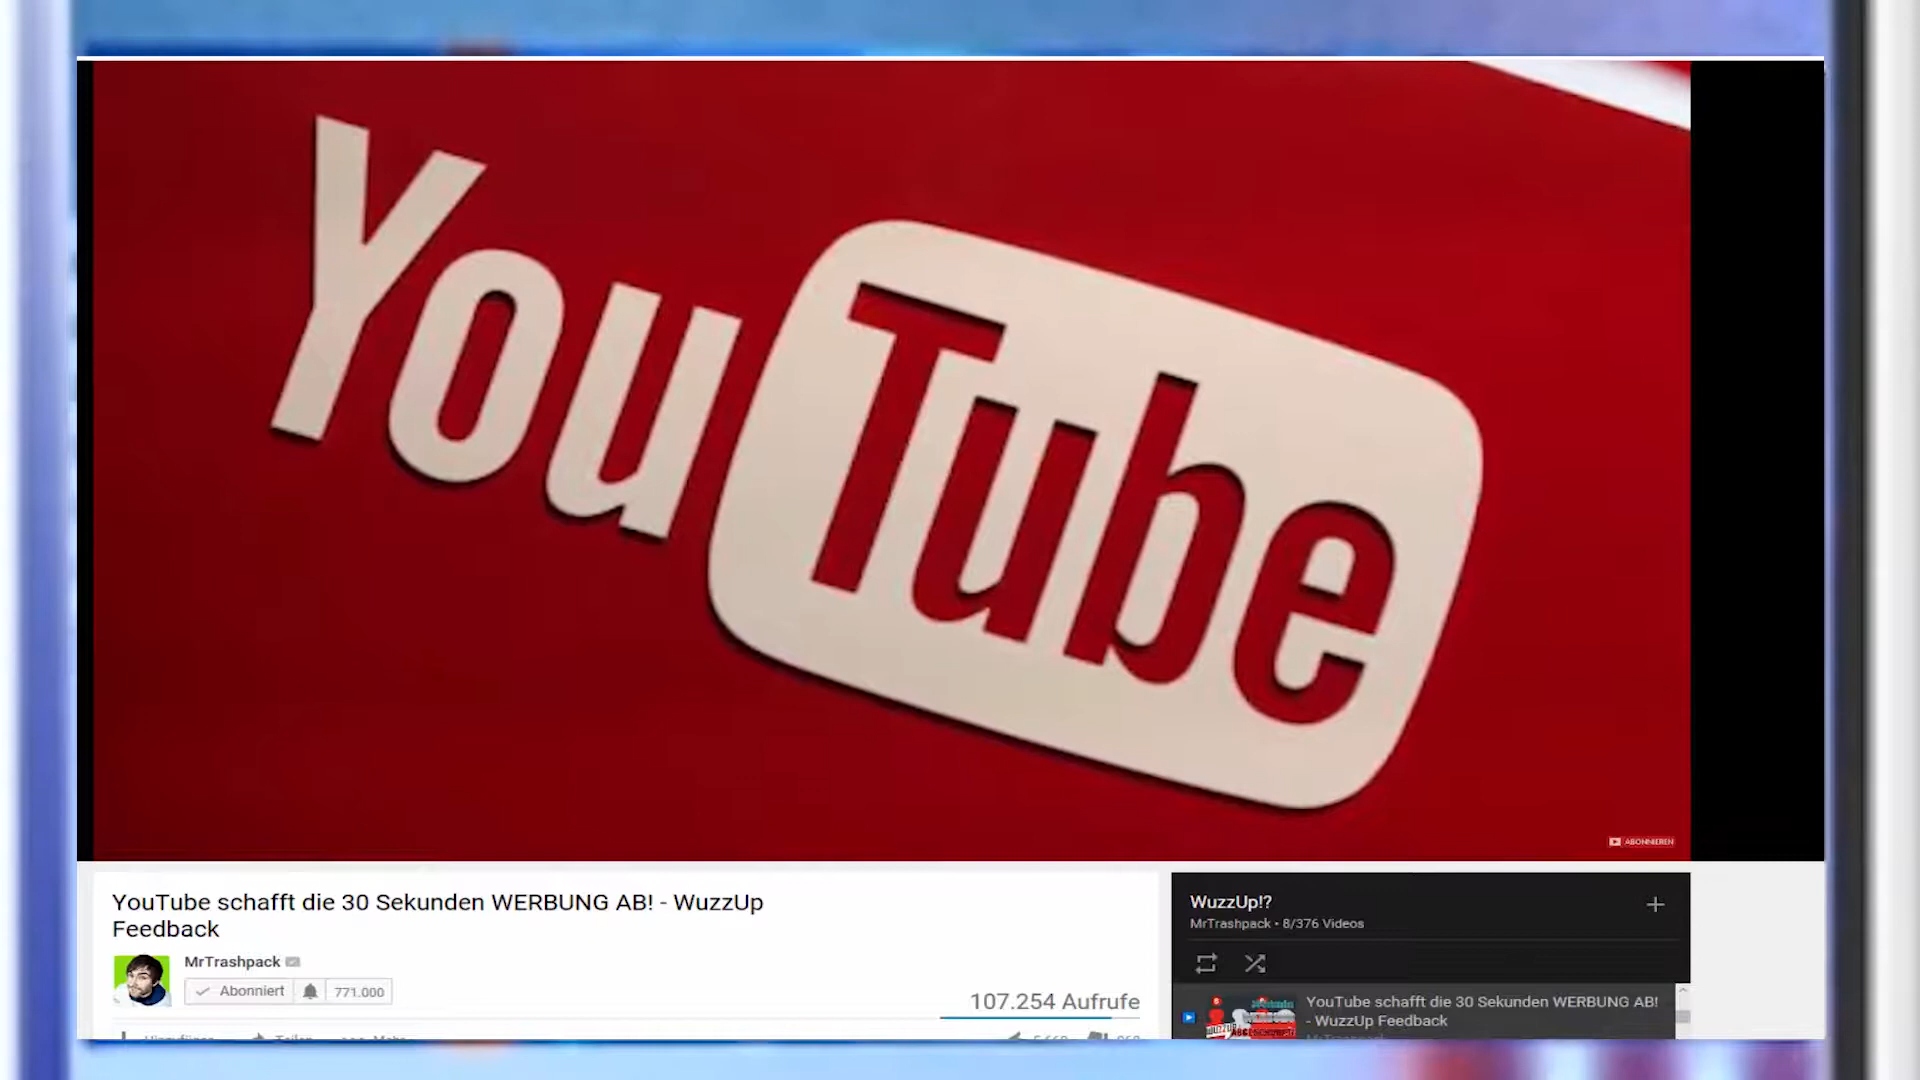 YouTube
ABONNIEREN
YouTube schafft die 30 Sekunden WERBUNG AB! - WuzzUp
Feedback
MrTrashpack
Abonniert
771.000
107.254 Aufrufe
WuzzUp!?
MrTrashpack • 8/376 Videos
YouTube schafft die 30 Sekunden WERBUNG AB!
- WuzzUp Feedback